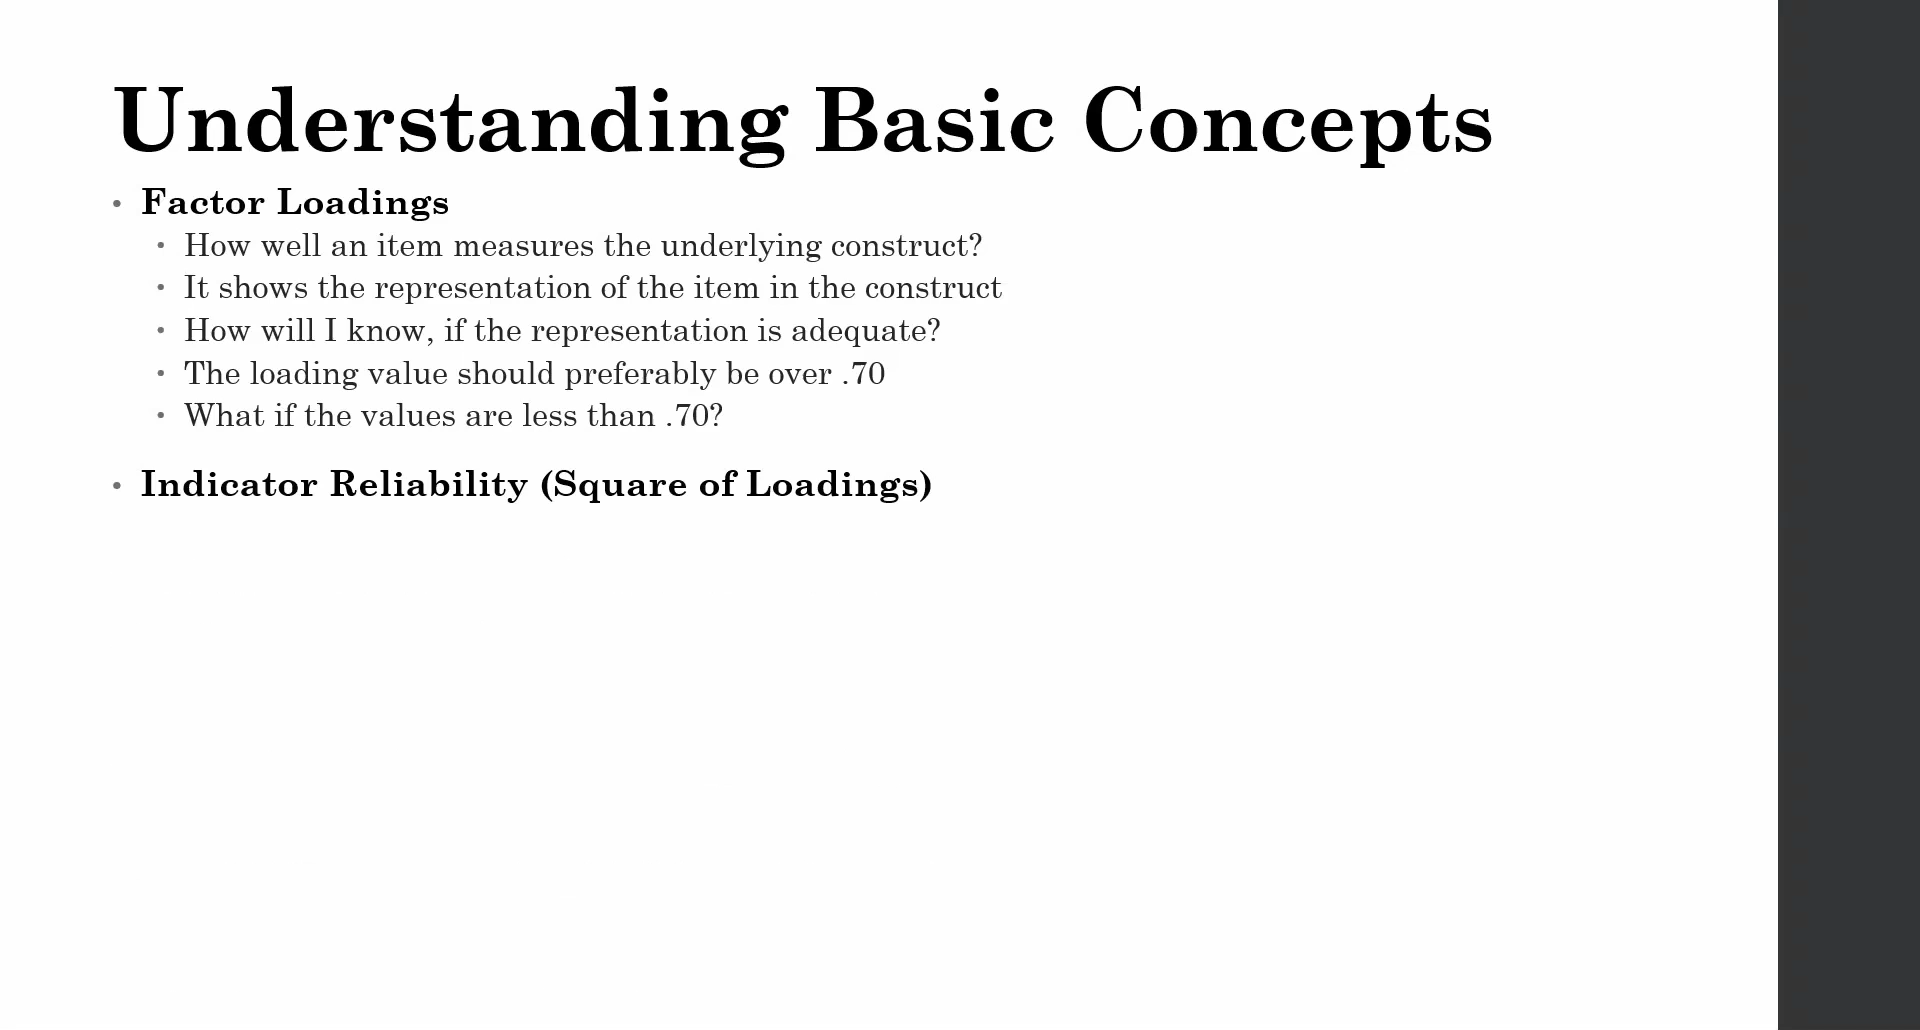 Understanding Basic Concepts
• Factor Loadings
• How well an item measures the underlying construct?
• It shows the representation of the item in the construct
• How will I know, if the representation is adequate?
• The loading value should preferably be over .70
• What if the values are less than .70?
• Indicator Reliability (Square of Loadings)